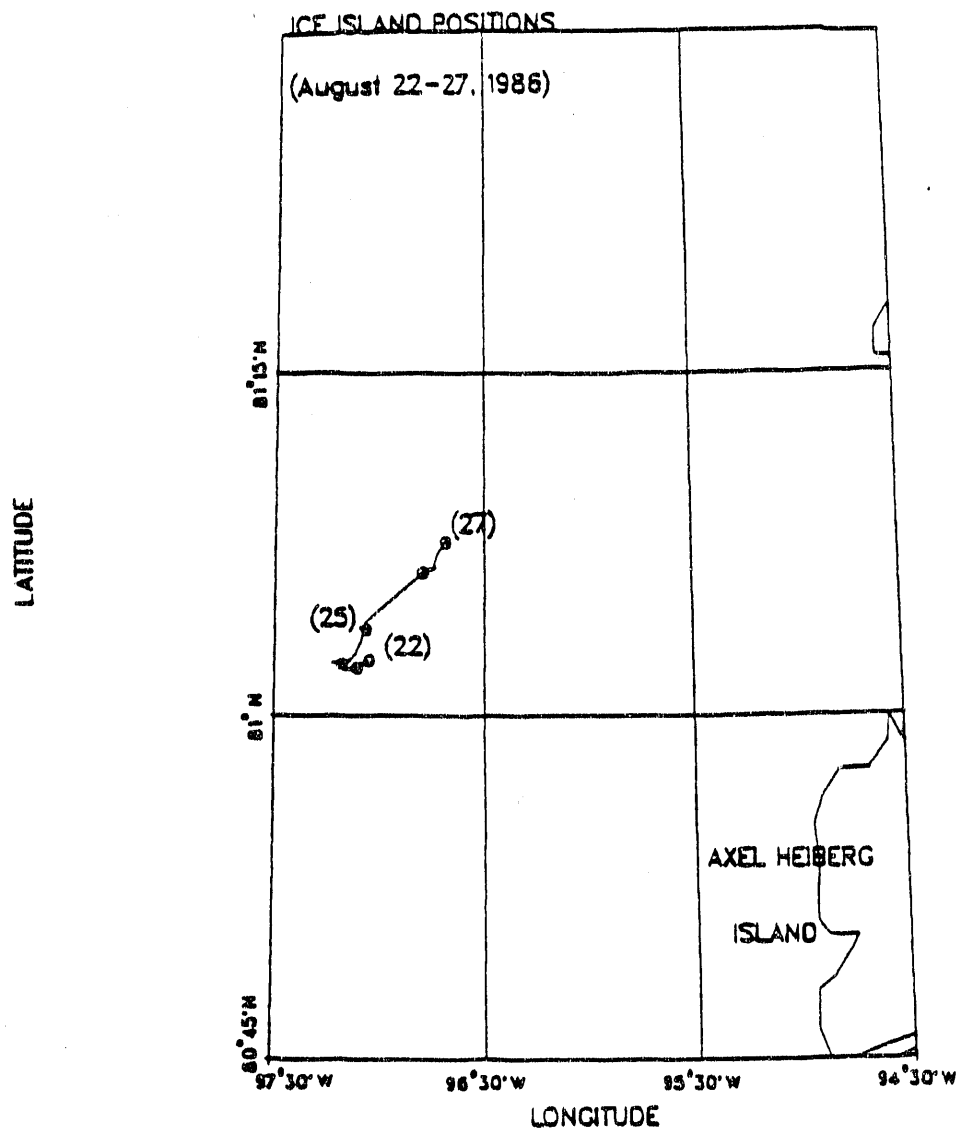 ICE ISLAND POSITIONS
(August 22-27, 1986)
81°15'N
LATITUDE
(27)
(25)
(22)
81° N
AXEL HEIBERG
ISLAND
80°45'N
97°30'W 96°30'W 95°30'W 94°30'W
LONGITUDE